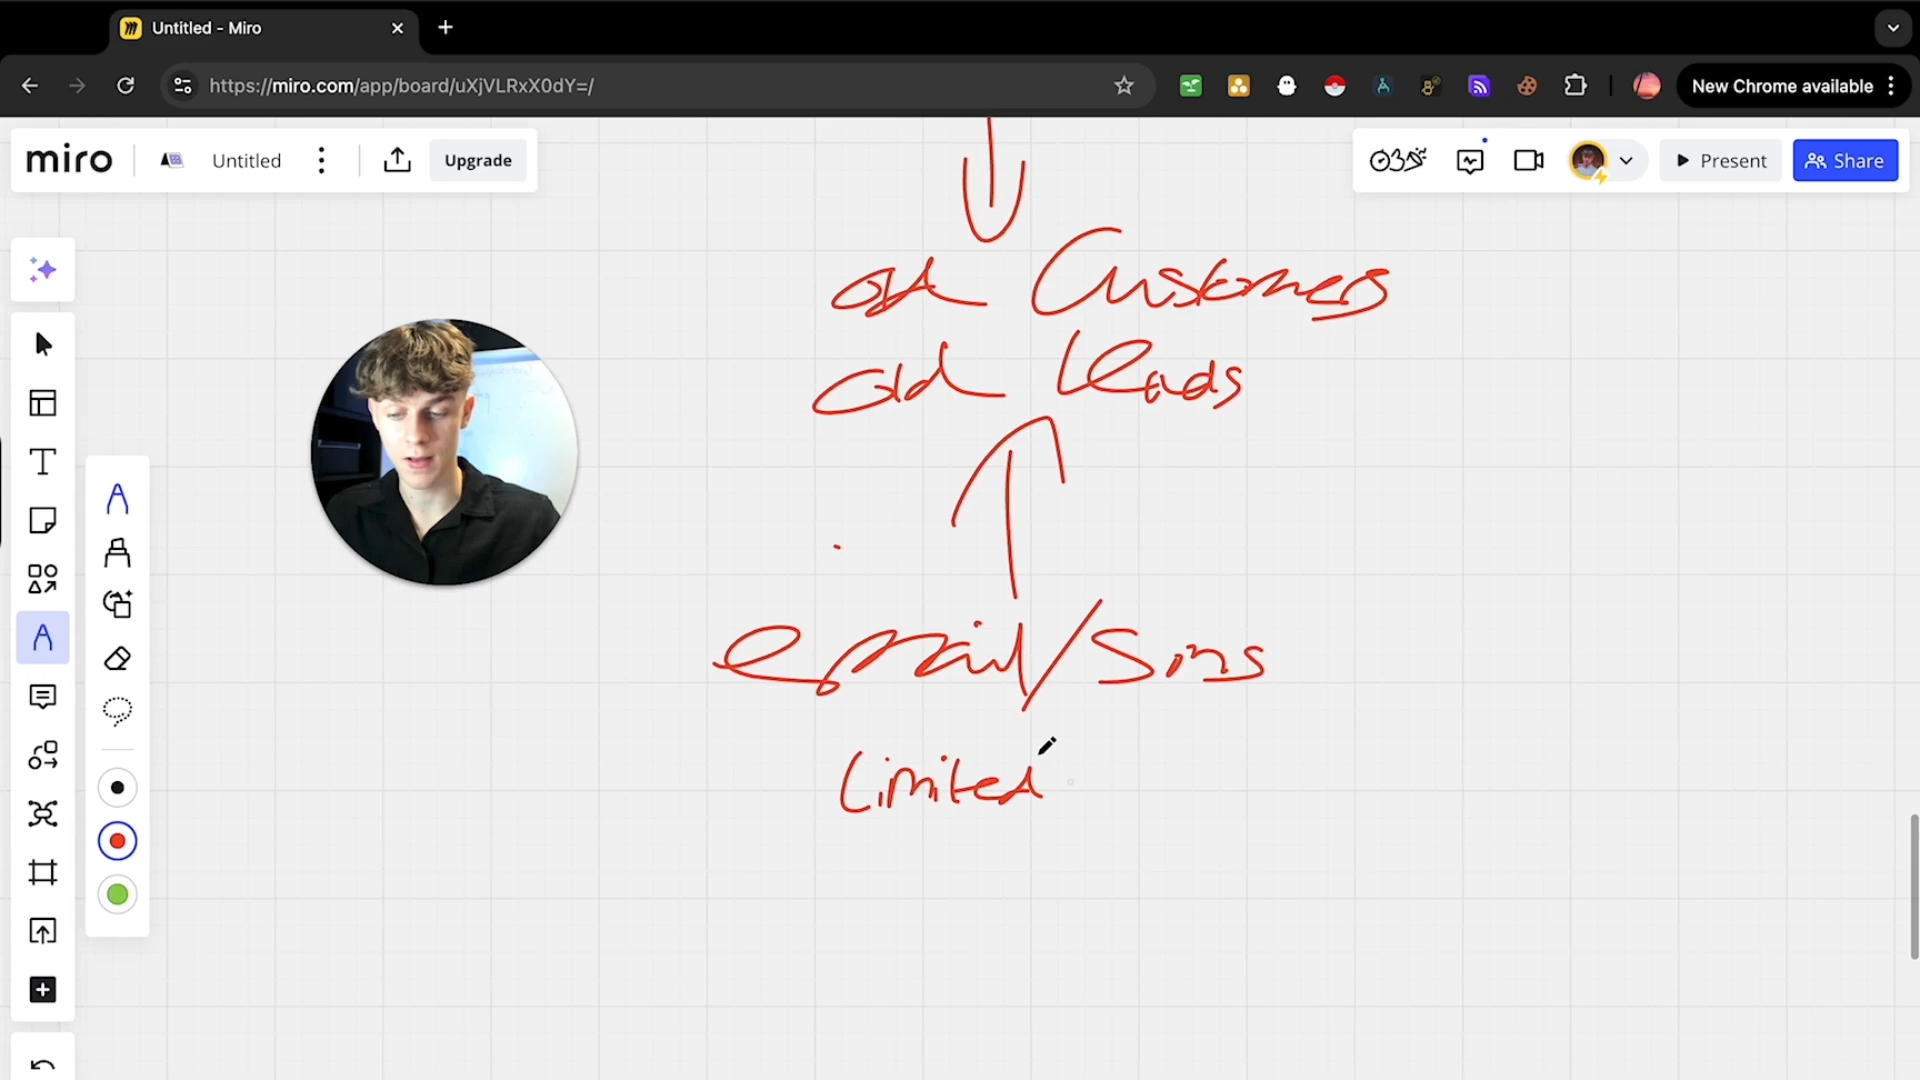 Untitled - Miro
https://miro.com/app/board/uXjVLRxX0dY=/
New Chrome available
miro
Untitled
Upgrade
Present
Share
old Customers
old leads
email/Sms
Limited